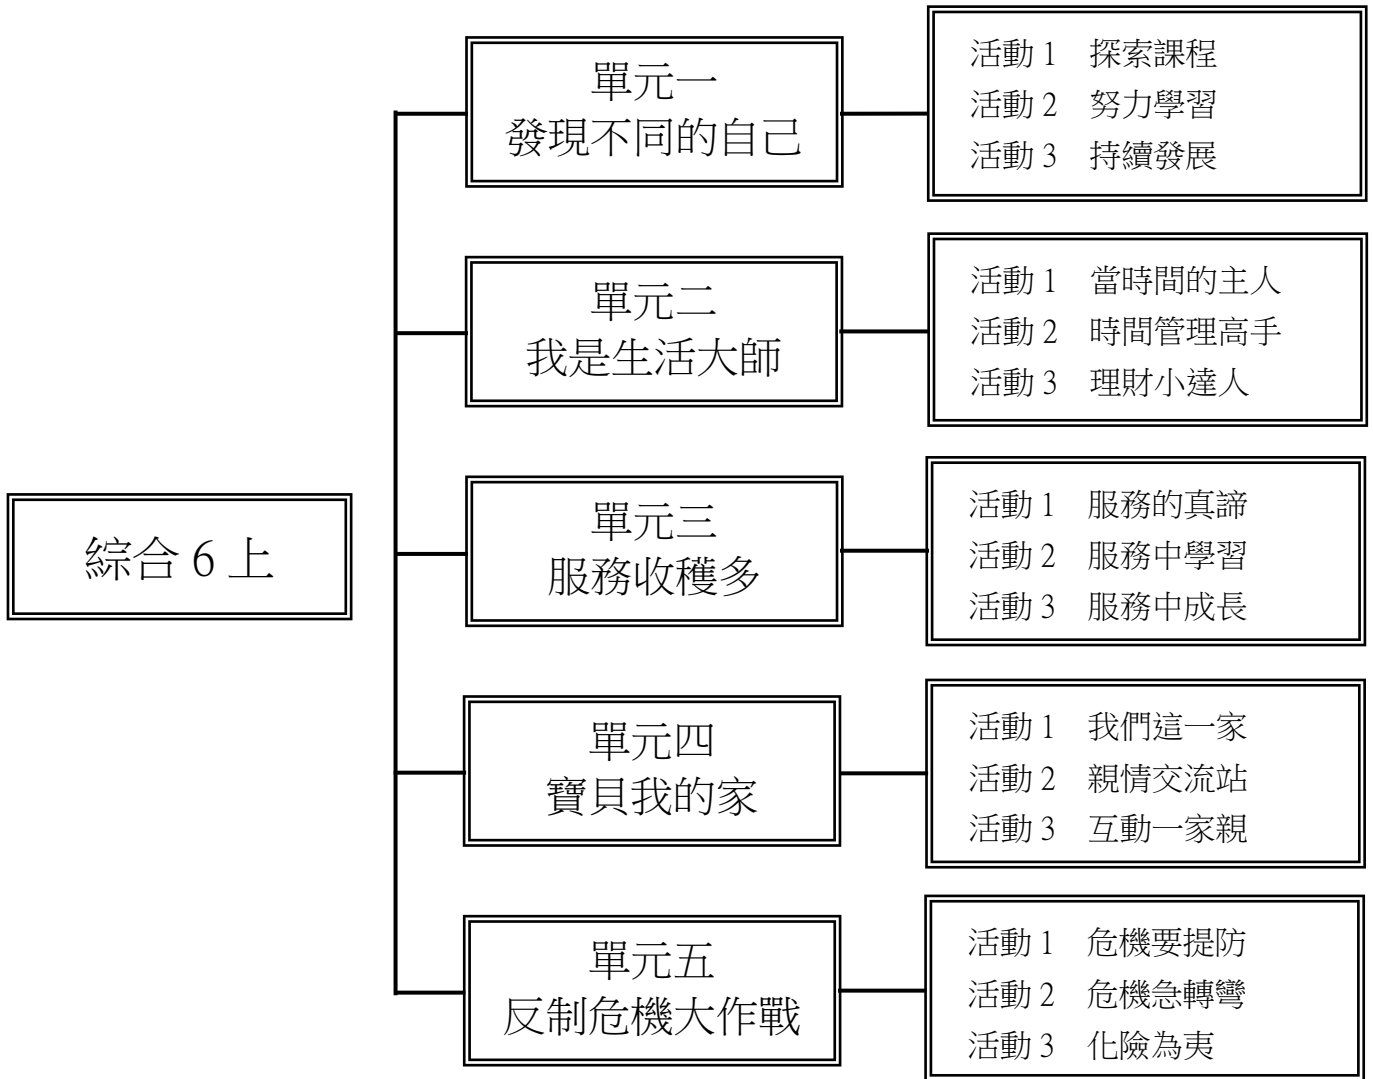 綜合 6 上
單元一
發現不同的自己
活動 1 探索課程
活動 2 努力學習
活動 3 持續發展
單元二
我是生活大師
活動 1 當時間的主人
活動 2 時間管理高手
活動 3 理財小達人
單元三
服務收穫多
活動 1 服務的真諦
活動 2 服務中學習
活動 3 服務中成長
單元四
寶貝我的家
活動 1 我們這一家
活動 2 親情交流站
活動 3 互動一家親
單元五
反制危機大作戰
活動 1 危機要提防
活動 2 危機急轉彎
活動 3 化險為夷